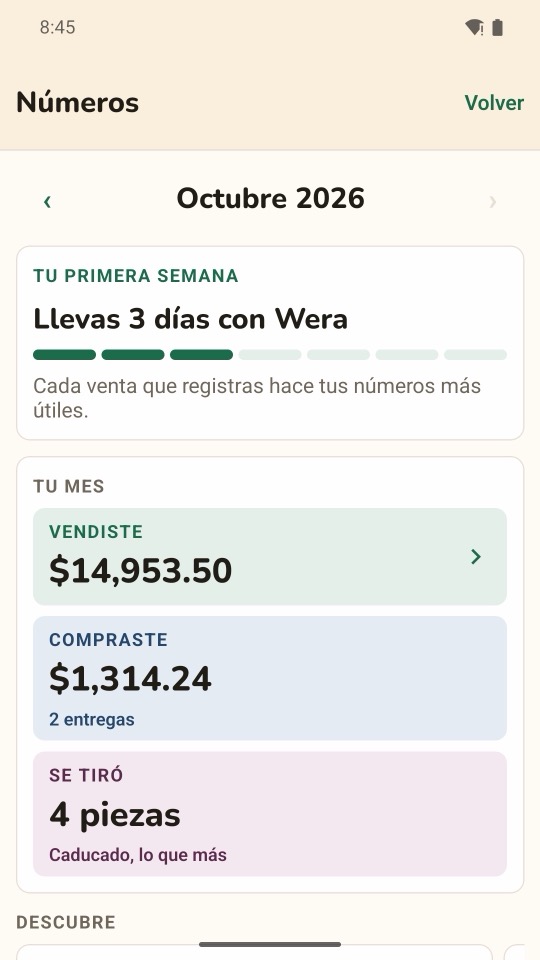 8:45
Números
Volver
‹
Octubre 2026
›
TU PRIMERA SEMANA
Llevas 3 días con Wera
Cada venta que registras hace tus números más
útiles.
TU MES
VENDISTE
$14,953.50
COMPRASTE
$1,314.24
2 entregas
SE TIRÓ
4 piezas
Caducado, lo que más
DESCUBRE